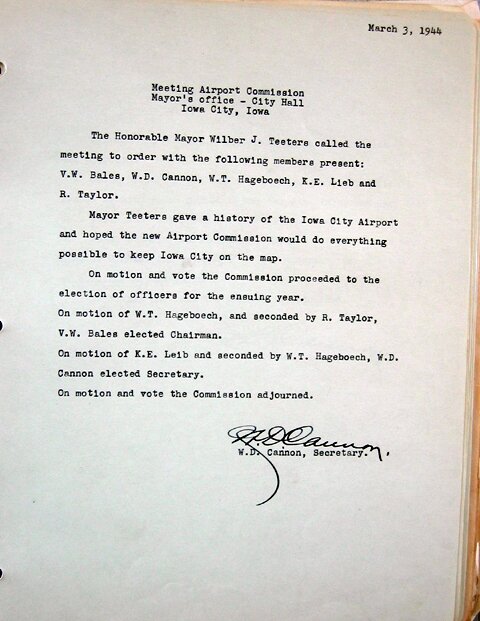 March 3, 1944
Meeting Airport Commission
Mayor's office - City Hall
Iowa City, Iowa
The Honorable Mayor Wilber J. Teeters called the
meeting to order with the following members present:
V.W. Bales, W.D. Cannon, W.T. Hageboech, K.E. Lieb and
R. Taylor.
Mayor Teeters gave a history of the Iowa City Airport
and hoped the new Airport Commission would do everything
possible to keep Iowa City on the map.
On motion and vote the Commission proceeded to the
election of officers for the ensuing year.
On motion of W.T. Hageboech, and seconded by R. Taylor,
V.W. Bales elected Chairman.
On motion of K.E. Leib and seconded by W.T. Hageboech, W.D.
Cannon elected Secretary.
On motion and vote the Commission adjourned.
W.D. Cannon.
W.D. Cannon, Secretary.